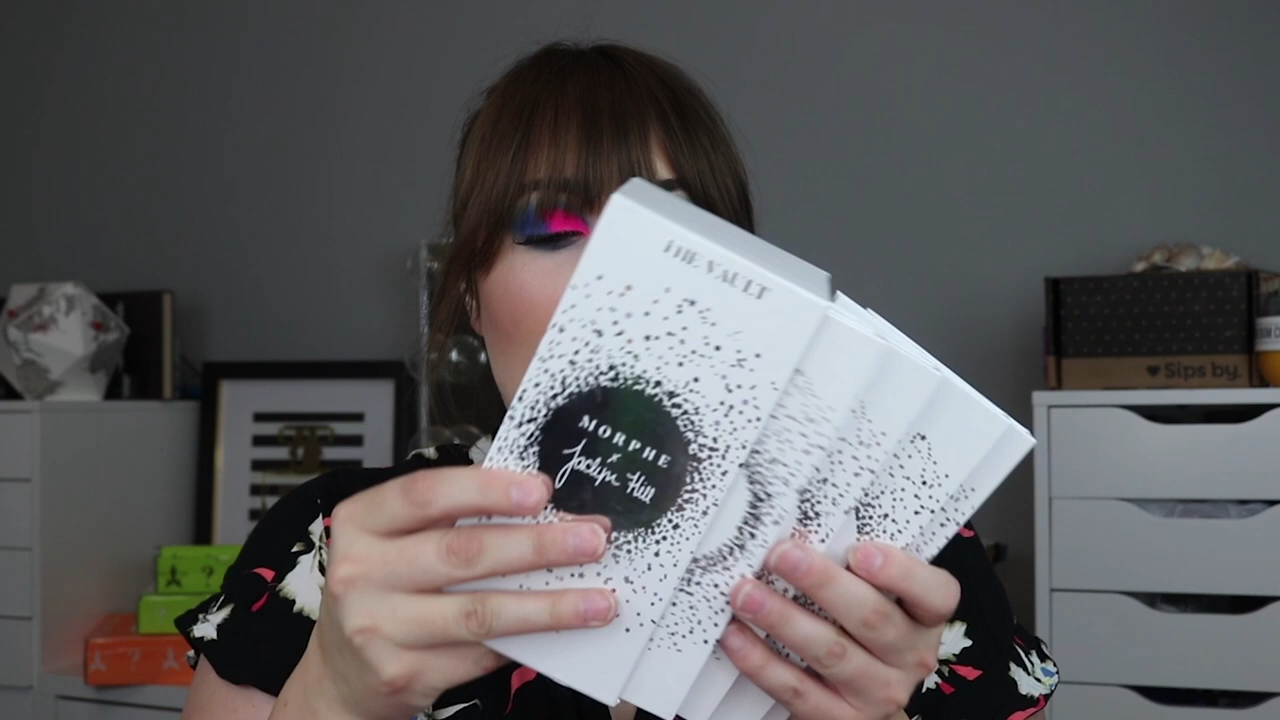 THE VAULT
MORPHE
x
Jaclyn Hill
Sips by.
?
?